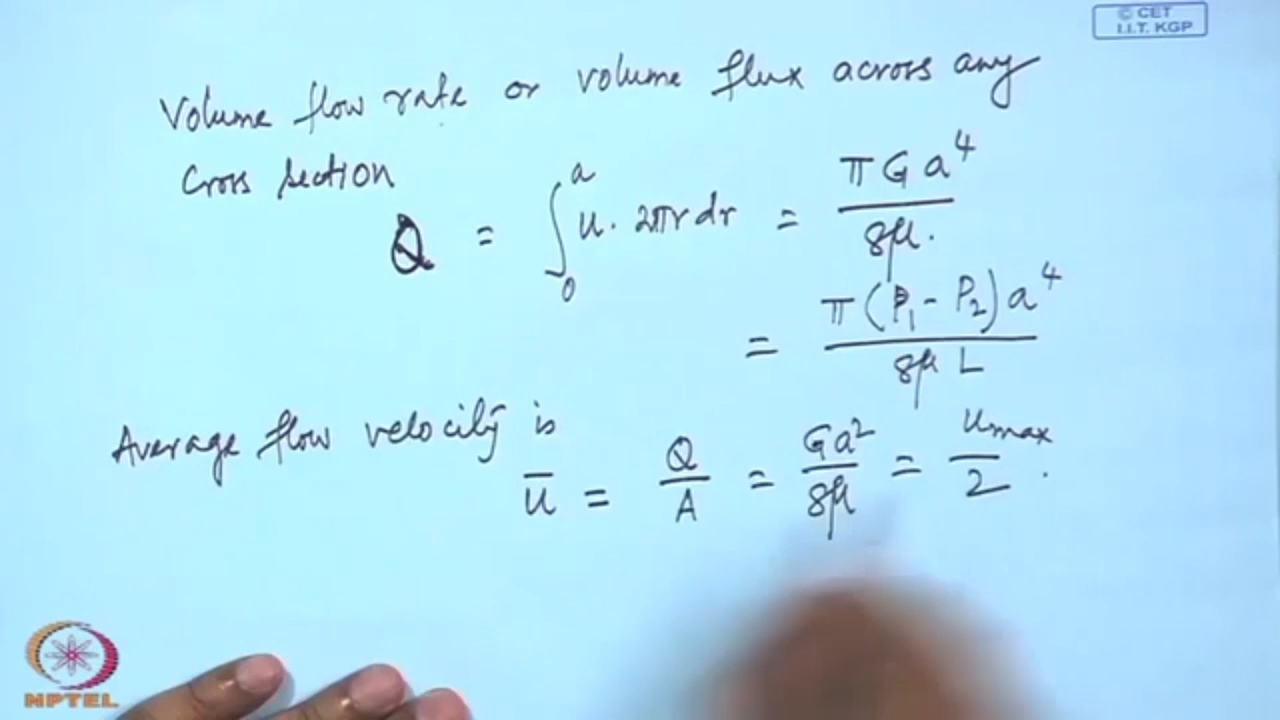 © CET
I.I.T. KGP
Volume flow rate or volume flux across any
Cross section
Q = ∫₀ᵃ u. 2πr dr = πGa⁴/8μ.
= π(P₁ - P₂)a⁴/8μL
Average flow velocity is
ū = Q/A = Ga²/8μ = Umax/2.
NPTEL